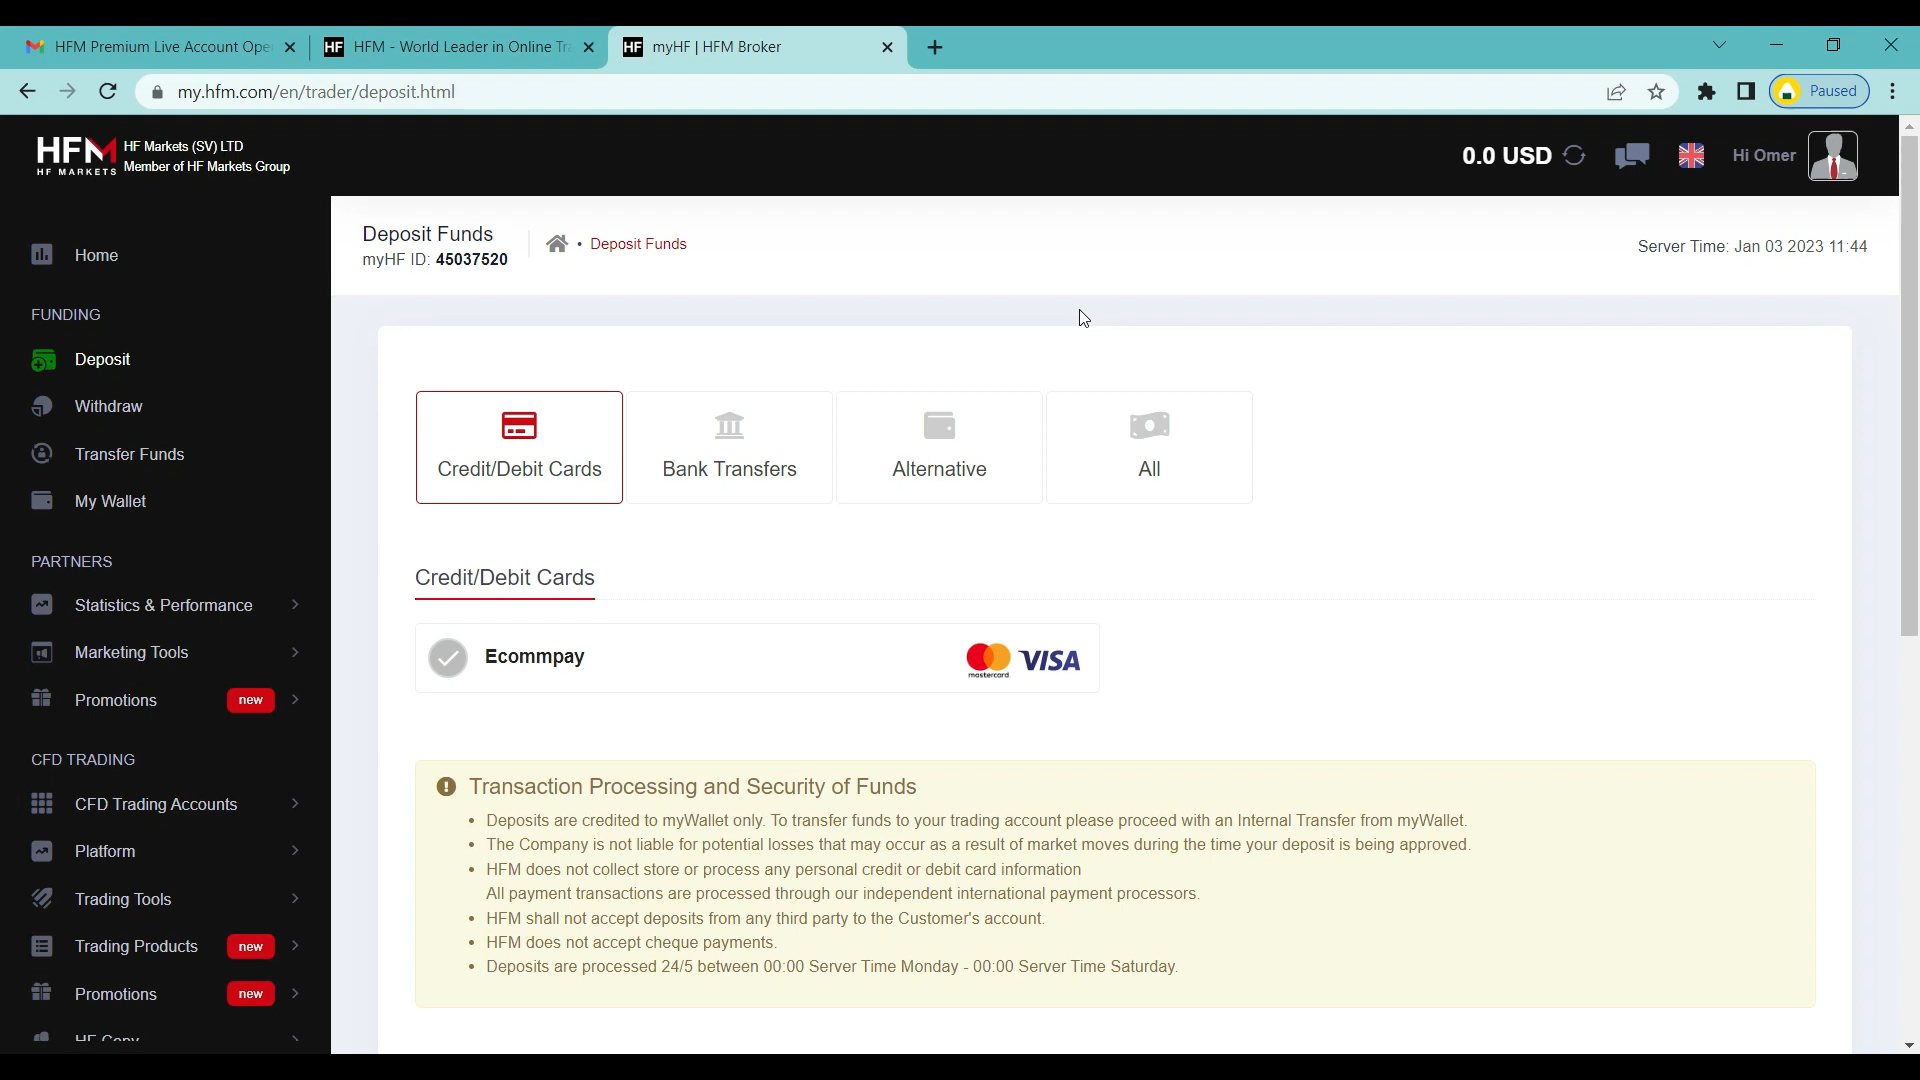 HFM Premium Live Account Ope
HFM - World Leader in Online Tra
myHF | HFM Broker
my.hfm.com/en/trader/deposit.html
Paused
HFM
HF MARKETS
HF Markets (SV) LTD
Member of HF Markets Group
0.0 USD
Hi Omer
Deposit Funds
myHF ID: 45037520
• Deposit Funds
Server Time: Jan 03 2023 11:44
Home
FUNDING
Deposit
Withdraw
Transfer Funds
My Wallet
PARTNERS
Statistics & Performance
Marketing Tools
Promotions new
CFD TRADING
CFD Trading Accounts
Platform
Trading Tools
Trading Products new
Promotions new
HF Copy
Credit/Debit Cards
Bank Transfers
Alternative
All
Credit/Debit Cards
Ecommpay
mastercard
VISA
Transaction Processing and Security of Funds
• Deposits are credited to myWallet only. To transfer funds to your trading account please proceed with an Internal Transfer from myWallet.
• The Company is not liable for potential losses that may occur as a result of market moves during the time your deposit is being approved.
• HFM does not collect store or process any personal credit or debit card information
All payment transactions are processed through our independent international payment processors.
• HFM shall not accept deposits from any third party to the Customer's account.
• HFM does not accept cheque payments.
• Deposits are processed 24/5 between 00:00 Server Time Monday - 00:00 Server Time Saturday.